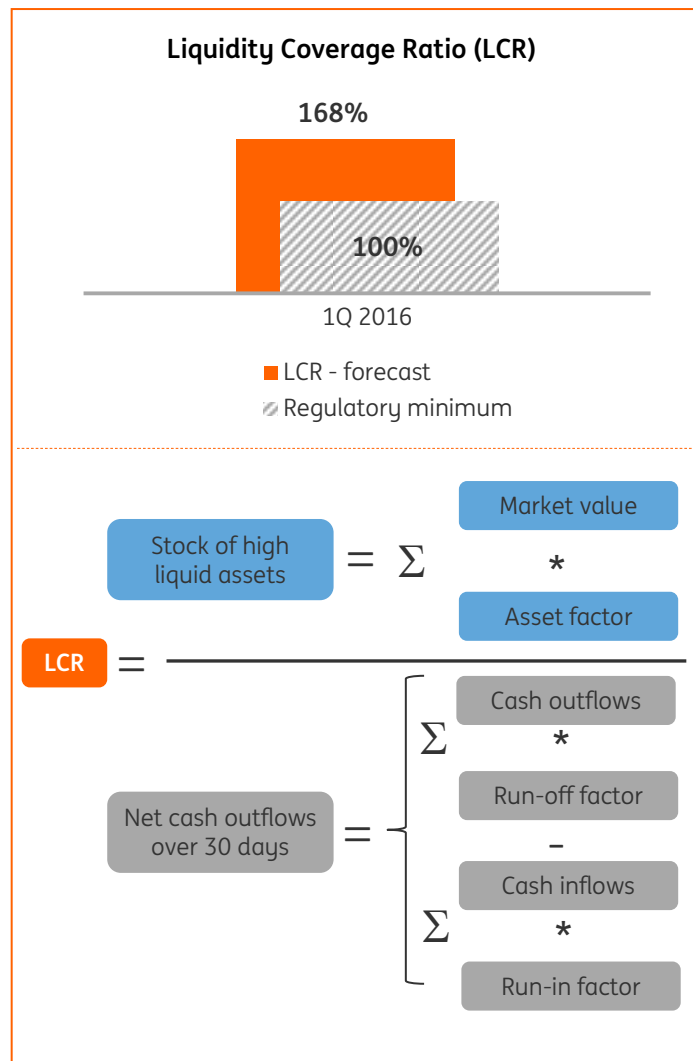 Liquidity Coverage Ratio (LCR)
168%
100%
1Q 2016
LCR - forecast
Regulatory minimum
Market value
Stock of high
liquid assets
= Σ
*
Asset factor
LCR
=
Cash outflows
Σ
*
Run-off factor
Net cash outflows
over 30 days
=
–
Cash inflows
Σ
*
Run-in factor